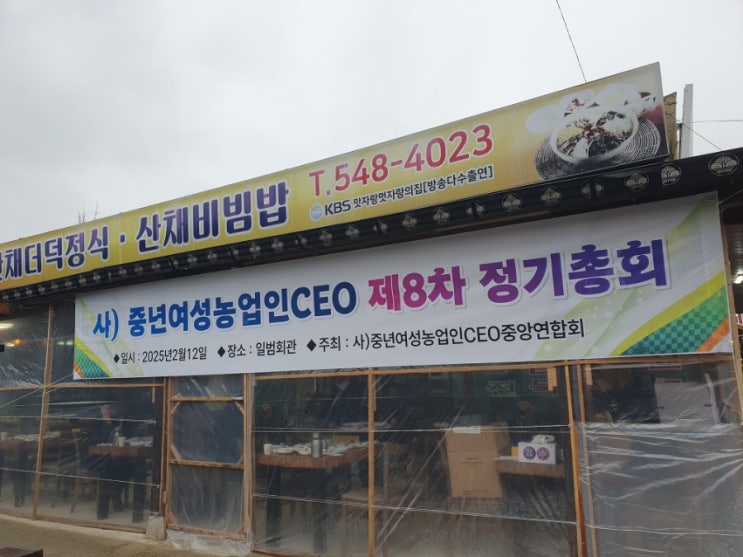 산채더덕정식 · 산채비빔밥
T.548-4023
KBS 맛자랑멋자랑의집[방송다수출연]
사) 중년여성농업인CEO 제8차 정기총회
◆일시 : 2025년2월12일 ◆장소 : 일범회관 ◆주최 : 사)중년여성농업인CEO중앙연합회